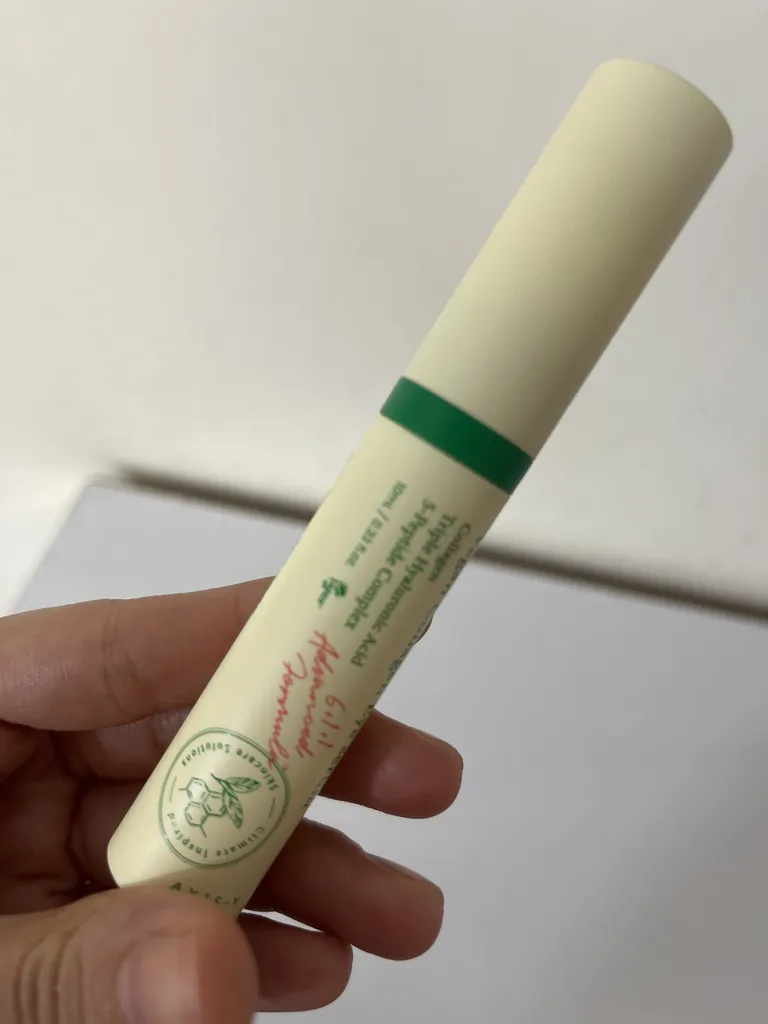 Collagen
Triple Hyaluronic Acid
5-Peptide Complex
10ml / 0.33 fl.oz
Vegan
6.1.1
Advanced
Formula
Skincare Solutions
Climate Inspired